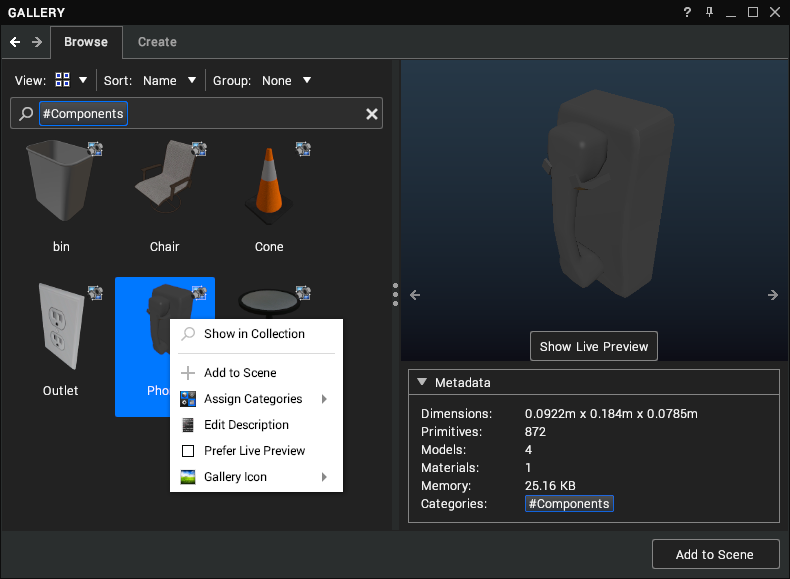 GALLERY
?
Browse Create
View: Sort: Name Group: None
#Components
bin Chair Cone
Outlet Pho
Show in Collection
Add to Scene
Assign Categories
Edit Description
Prefer Live Preview
Gallery Icon
Show Live Preview
Metadata
Dimensions: 0.0922m x 0.184m x 0.0785m
Primitives: 872
Models: 4
Materials: 1
Memory: 25.16 KB
Categories: #Components
Add to Scene